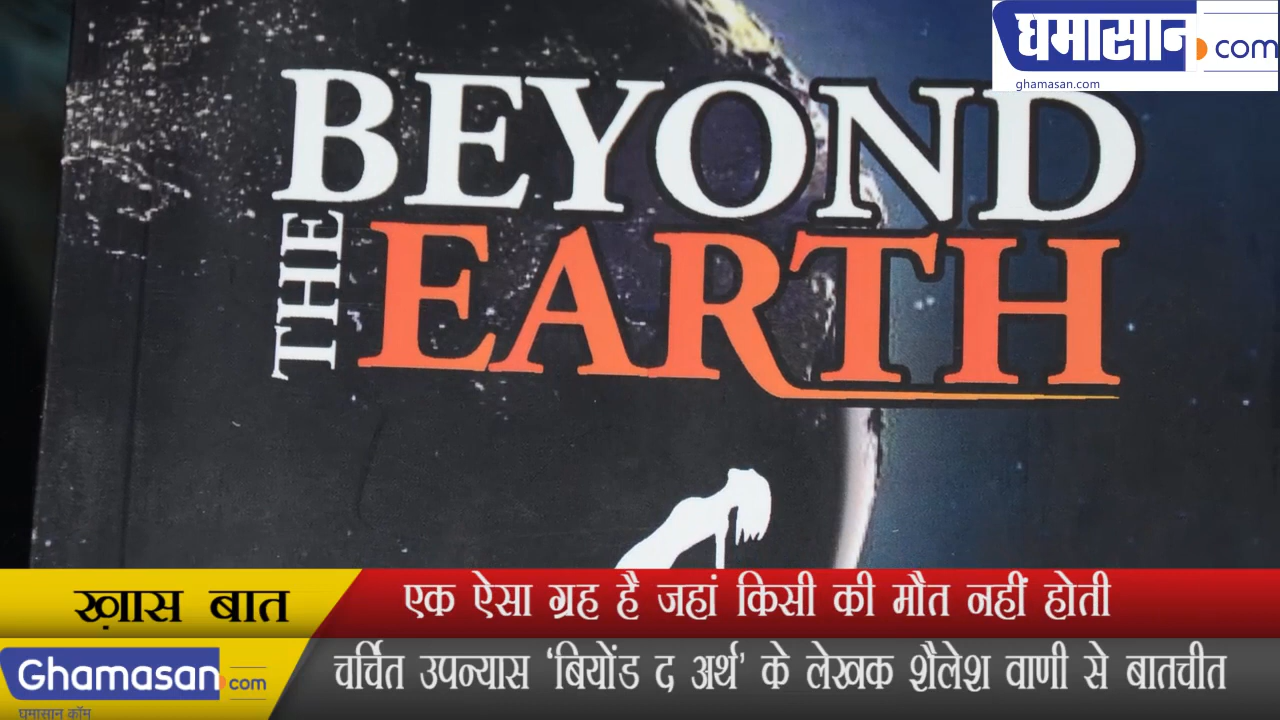 घमासान.com
ghamasan.com
BEYOND
THE
EARTH
ख़ास बात
एक ऐसा ग्रह है जहां किसी की मौत नहीं होती
चर्चित उपन्यास 'बियोंड द अर्थ' के लेखक शैलेश वाणी से बातचीत
Ghamasan.com
घमासान कॉम